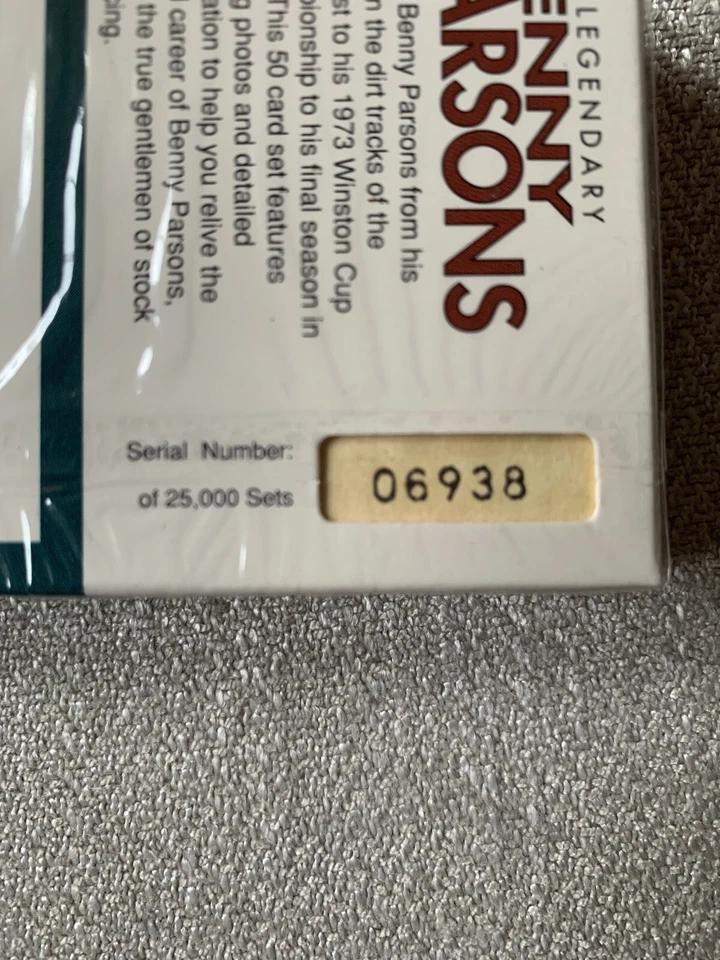 LEGENDARY
ENNY
ARSONS
Benny Parsons from his
n the dirt tracks of the
st to his 1973 Winston Cup
pionship to his final season in
This 50 card set features
g photos and detailed
ation to help you relive the
l career of Benny Parsons,
the true gentlemen of stock
cing.
Serial Number:
06938
of 25,000 Sets